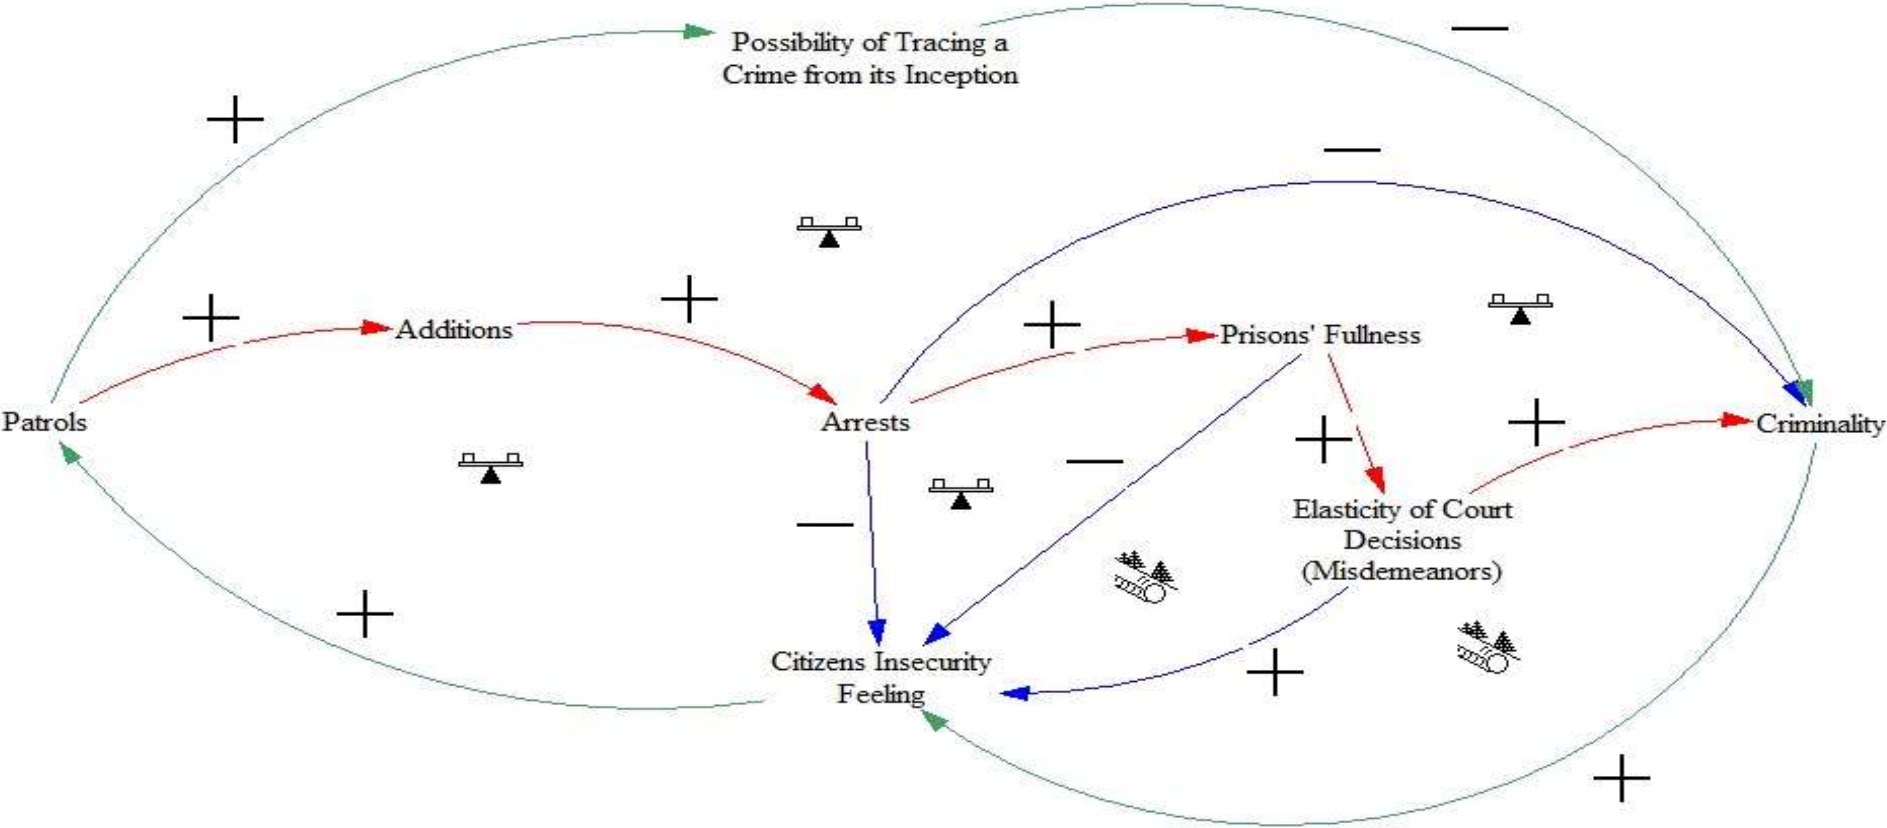 Possibility of Tracing a
Crime from its Inception
Additions
Prisons' Fullness
Patrols
Arrests
Criminality
Elasticity of Court
Decisions
(Misdemeanors)
Citizens Insecurity
Feeling